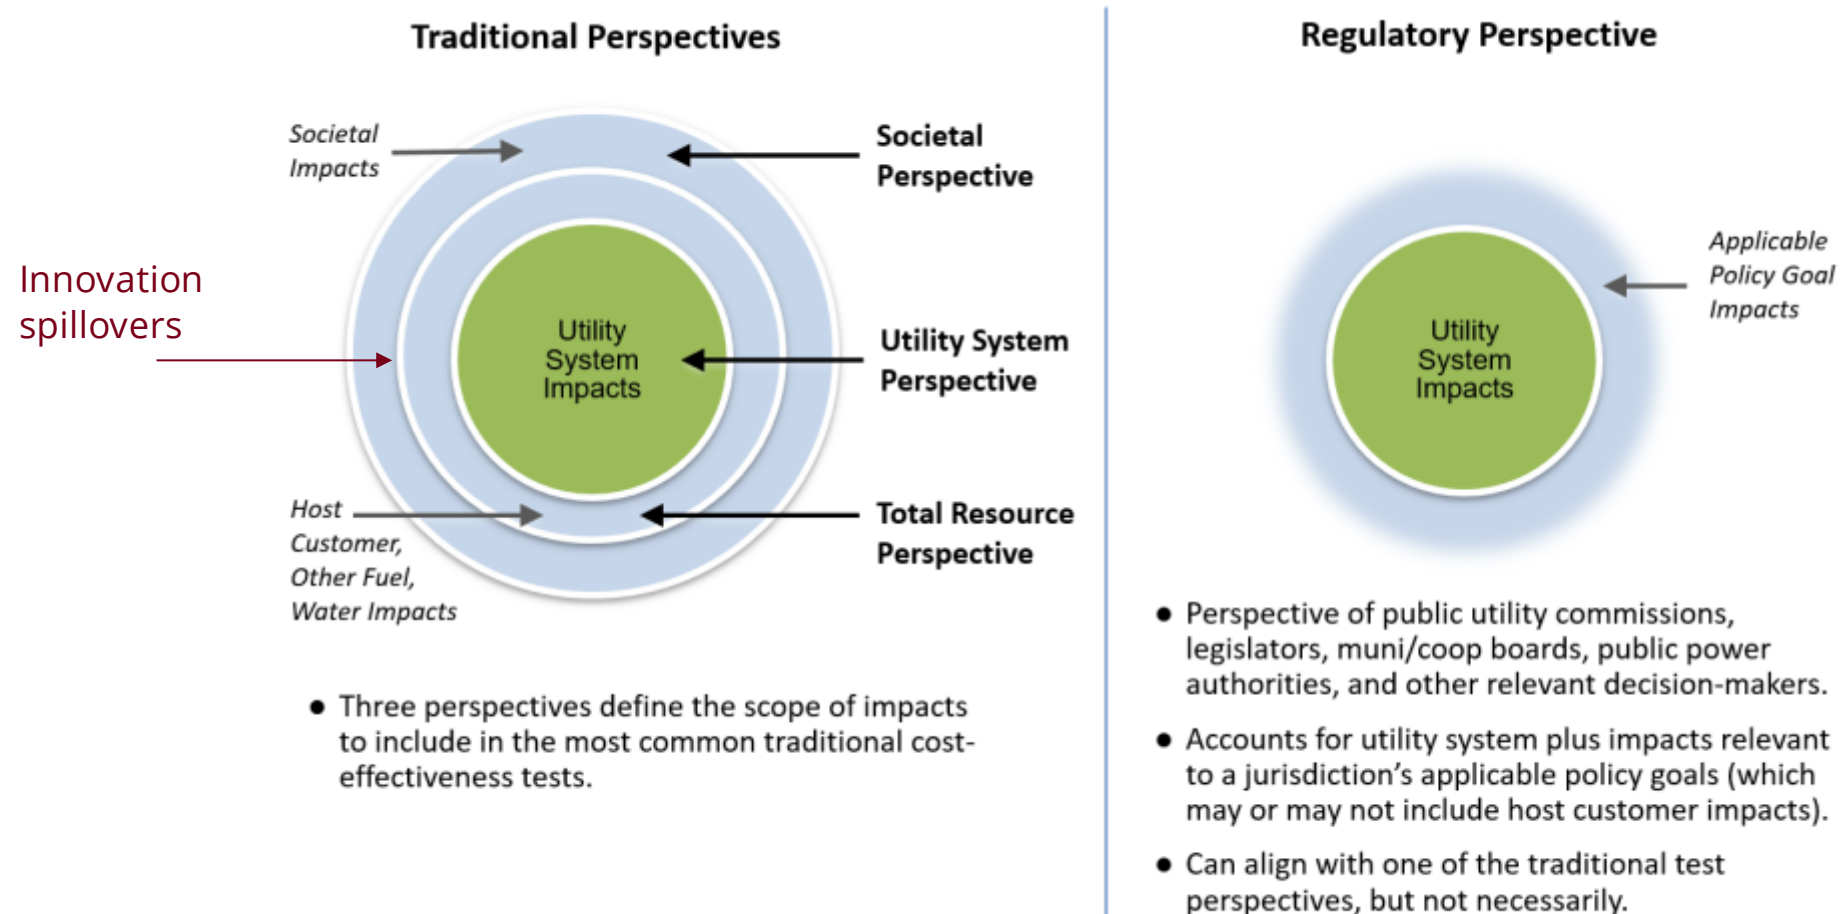 Traditional Perspectives
Societal
Impacts
Societal
Perspective
Innovation
spillovers
Utility
System
Impacts
Utility System
Perspective
Host
Customer,
Other Fuel,
Water Impacts
Total Resource
Perspective
● Three perspectives define the scope of impacts
to include in the most common traditional cost-
effectiveness tests.
Regulatory Perspective
Applicable
Policy Goal
Impacts
Utility
System
Impacts
● Perspective of public utility commissions,
legislators, muni/coop boards, public power
authorities, and other relevant decision-makers.
● Accounts for utility system plus impacts relevant
to a jurisdiction’s applicable policy goals (which
may or may not include host customer impacts).
● Can align with one of the traditional test
perspectives, but not necessarily.